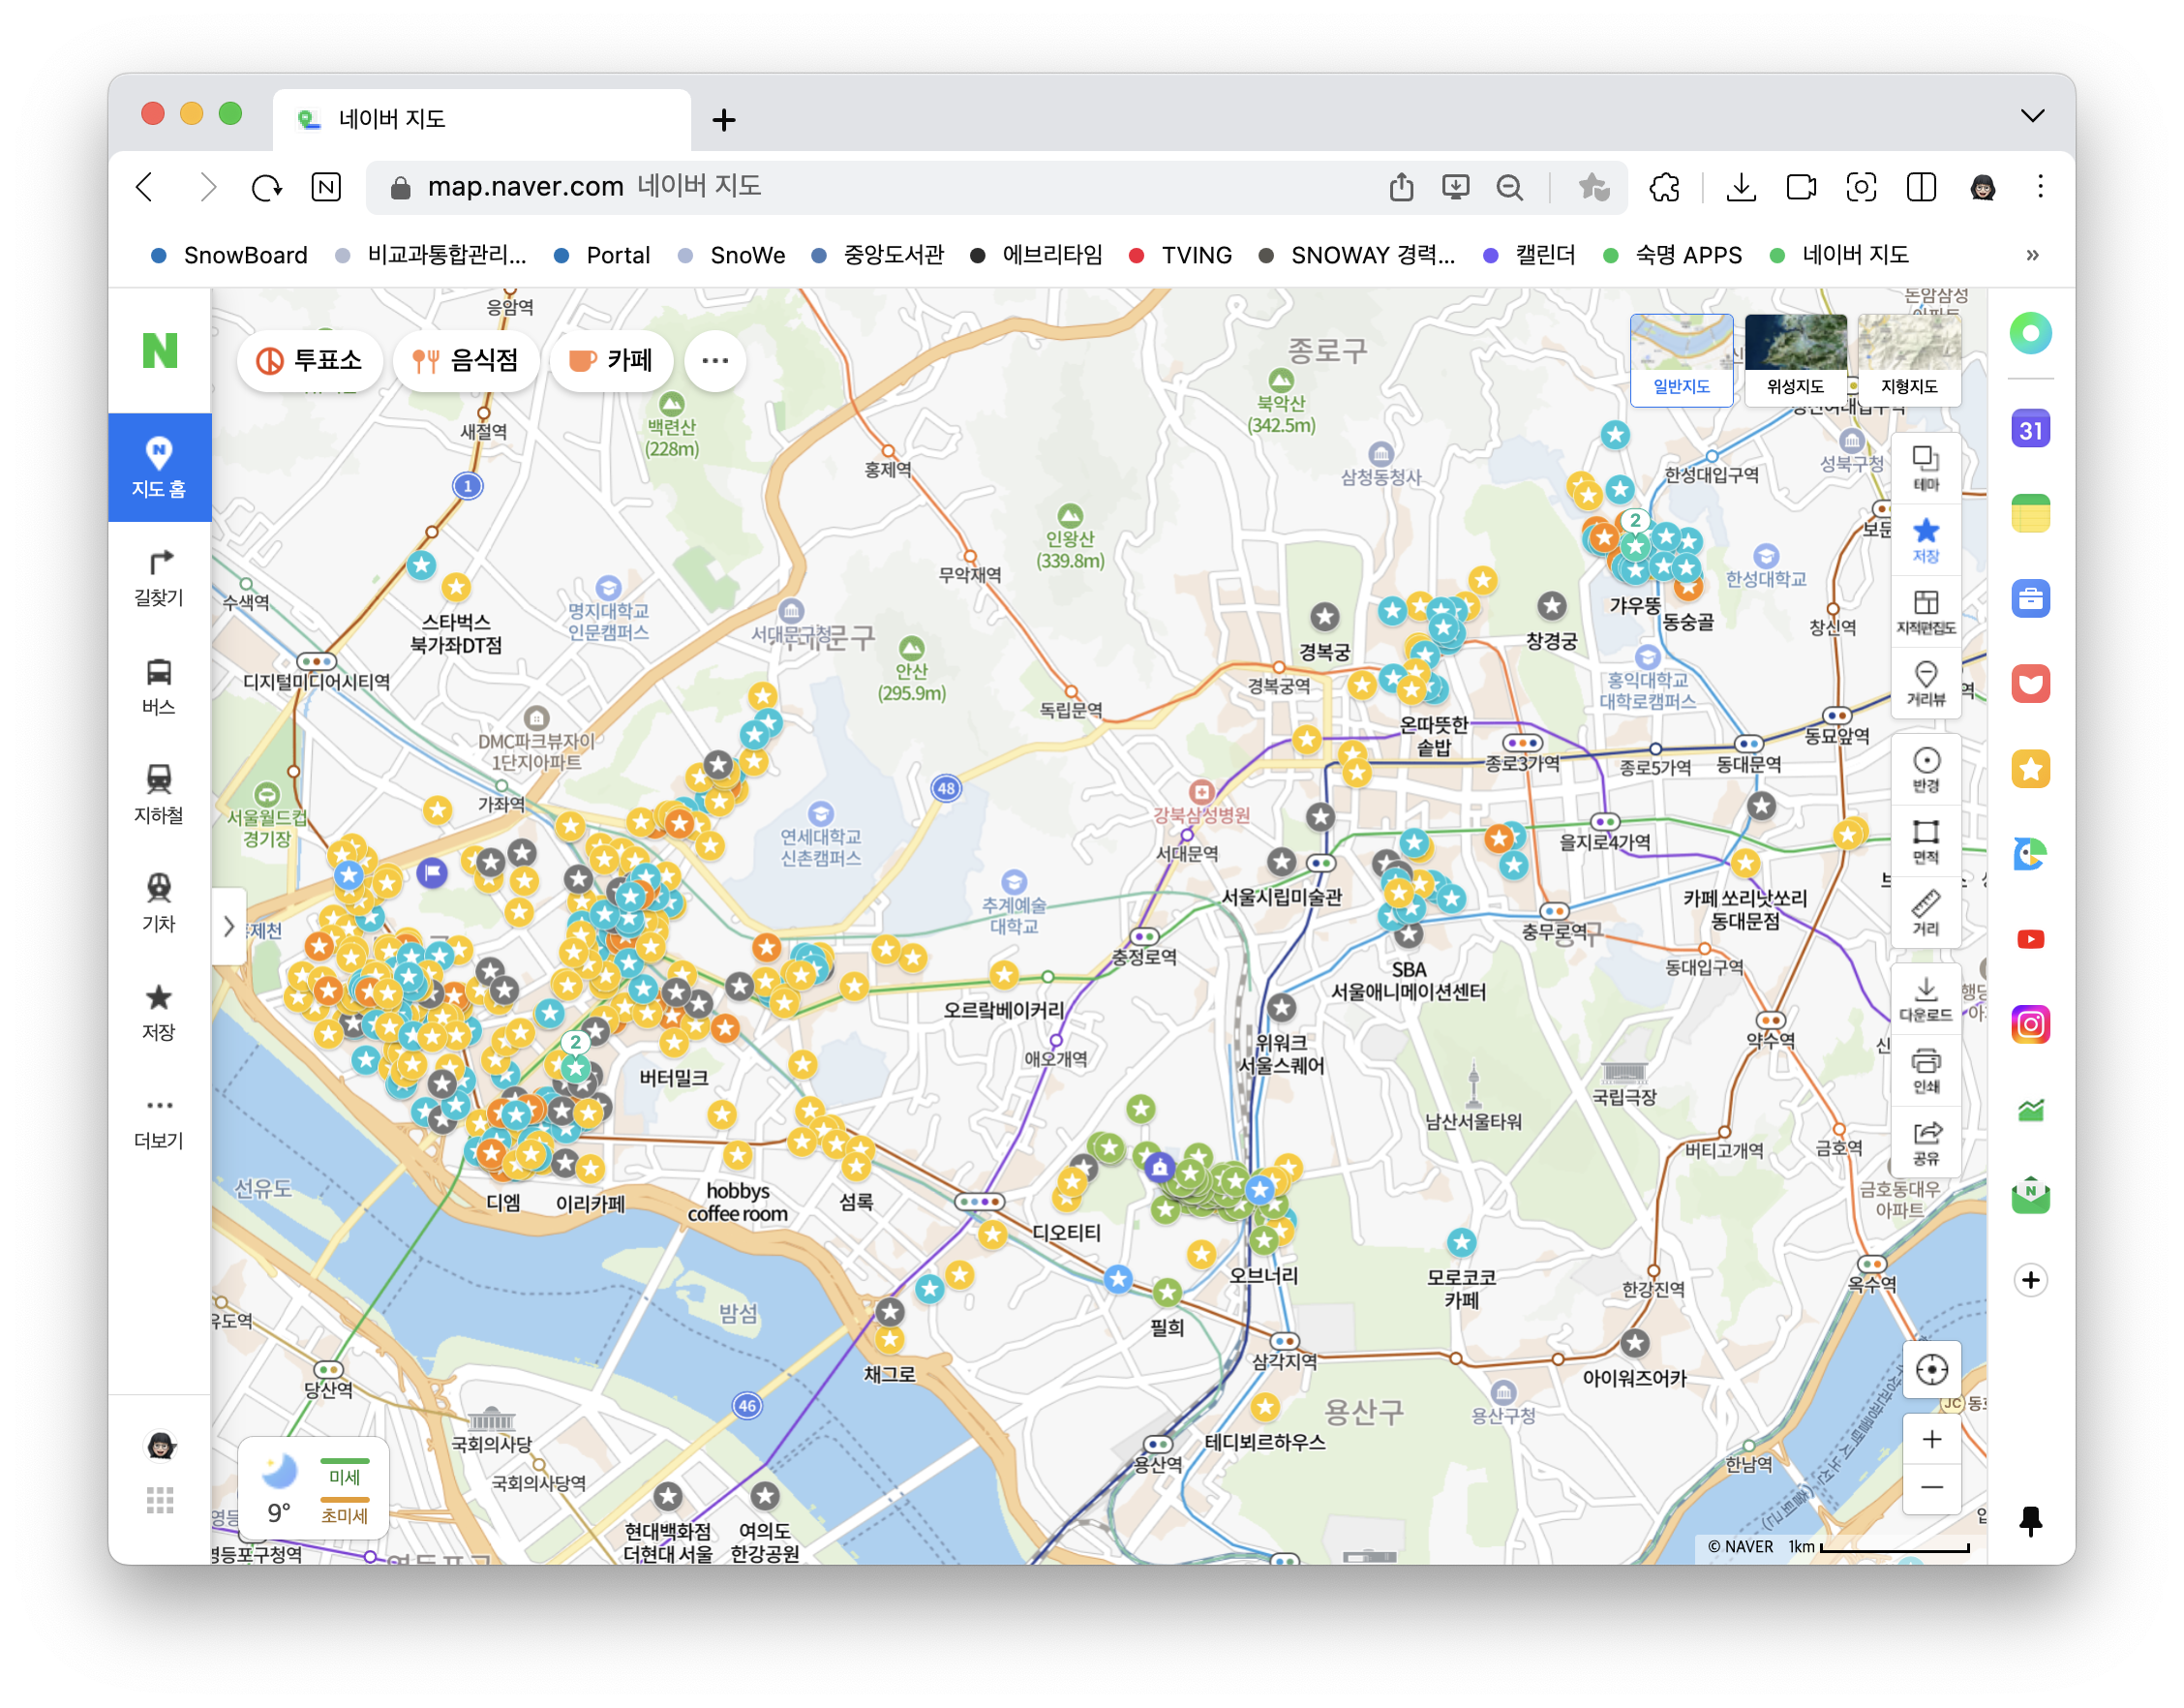 네이버 지도
map.naver.com 네이버 지도
SnowBoard
비교과통합관리...
Portal
SnoWe
중앙도서관
에브리타임
TVING
SNOWAY 경력...
캘린더
숙명 APPS
네이버 지도
지도 홈
길찾기
버스
지하철
기차
저장
더보기
투표소
음식점
카페
일반지도
위성지도
지형지도
31
테마
저장
지적편집도
거리뷰
반경
면적
거리
다운로드
인쇄
공유
응암역
종로구
새절역
백련산
(228m)
북악산
(342.5m)
홍제역
삼청동청사
한성대입구역
성북구청
1
인왕산
(339.8m)
무악재역
2
한성대학교
수색역
스타벅스
북가좌DT점
명지대학교
인문캠퍼스
서대문구청
갸우뚱
동숭골
창신역
경복궁
창경궁
디지털미디어시티역
안산
(295.9m)
경복궁역
홍익대학교
대학로캠퍼스
독립문역
온따뜻한
솥밥
동묘앞역
DMC파크뷰자이
1단지아파트
종로3가역
종로5가역
동대문역
가좌역
48
서울월드컵
경기장
연세대학교
신촌캠퍼스
강북삼성병원
서대문역
을지로4가역
추계예술
대학교
서울시립미술관
카페 쏘리낫쏘리
동대문점
충무로역
충정로역
동대입구역
SBA
서울애니메이션센터
오르랔베이커리
위워크
서울스퀘어
애오개역
약수역
2
버터밀크
남산서울타워
국립극장
버티고개역
금호역
선유도
디엠
이리카페
hobbys
coffee room
섬록
금호동대우
아파트
디오티티
오브너리
모로코코
카페
한강진역
옥수역
밤섬
필희
삼각지역
채그로
아이워즈어카
당산역
46
용산구
용산구청
국회의사당
테디뵈르하우스
용산역
국회의사당역
한남역
9°
미세
초미세
현대백화점
더현대 서울
여의도
한강공원
영등포구청역
© NAVER 1km